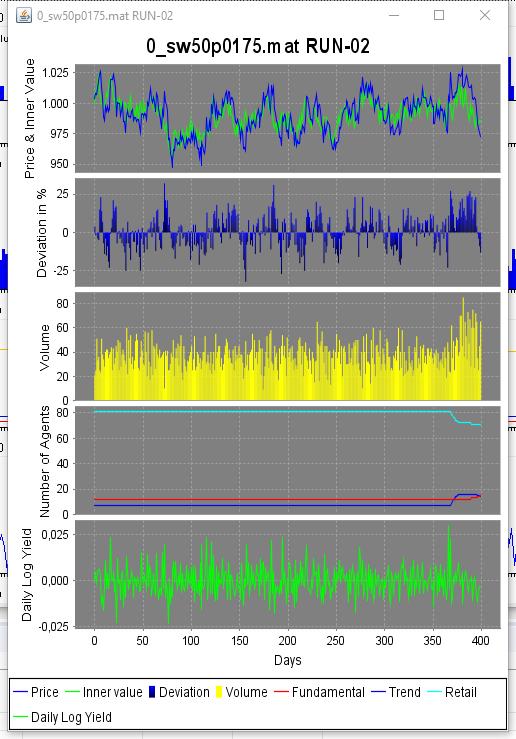 0_sw50p0175.mat RUN-02
0_sw50p0175.mat RUN-02
Price & Inner Value
1.025
1.000
975
950
Deviation in %
25
0
-25
Volume
80
60
40
20
0
Number of Agents
80
60
40
20
0
Daily Log Yield
0,025
0,000
-0,025
0 50 100 150 200 250 300 350 400
Days
Price Inner value Deviation Volume Fundamental Trend Retail
Daily Log Yield